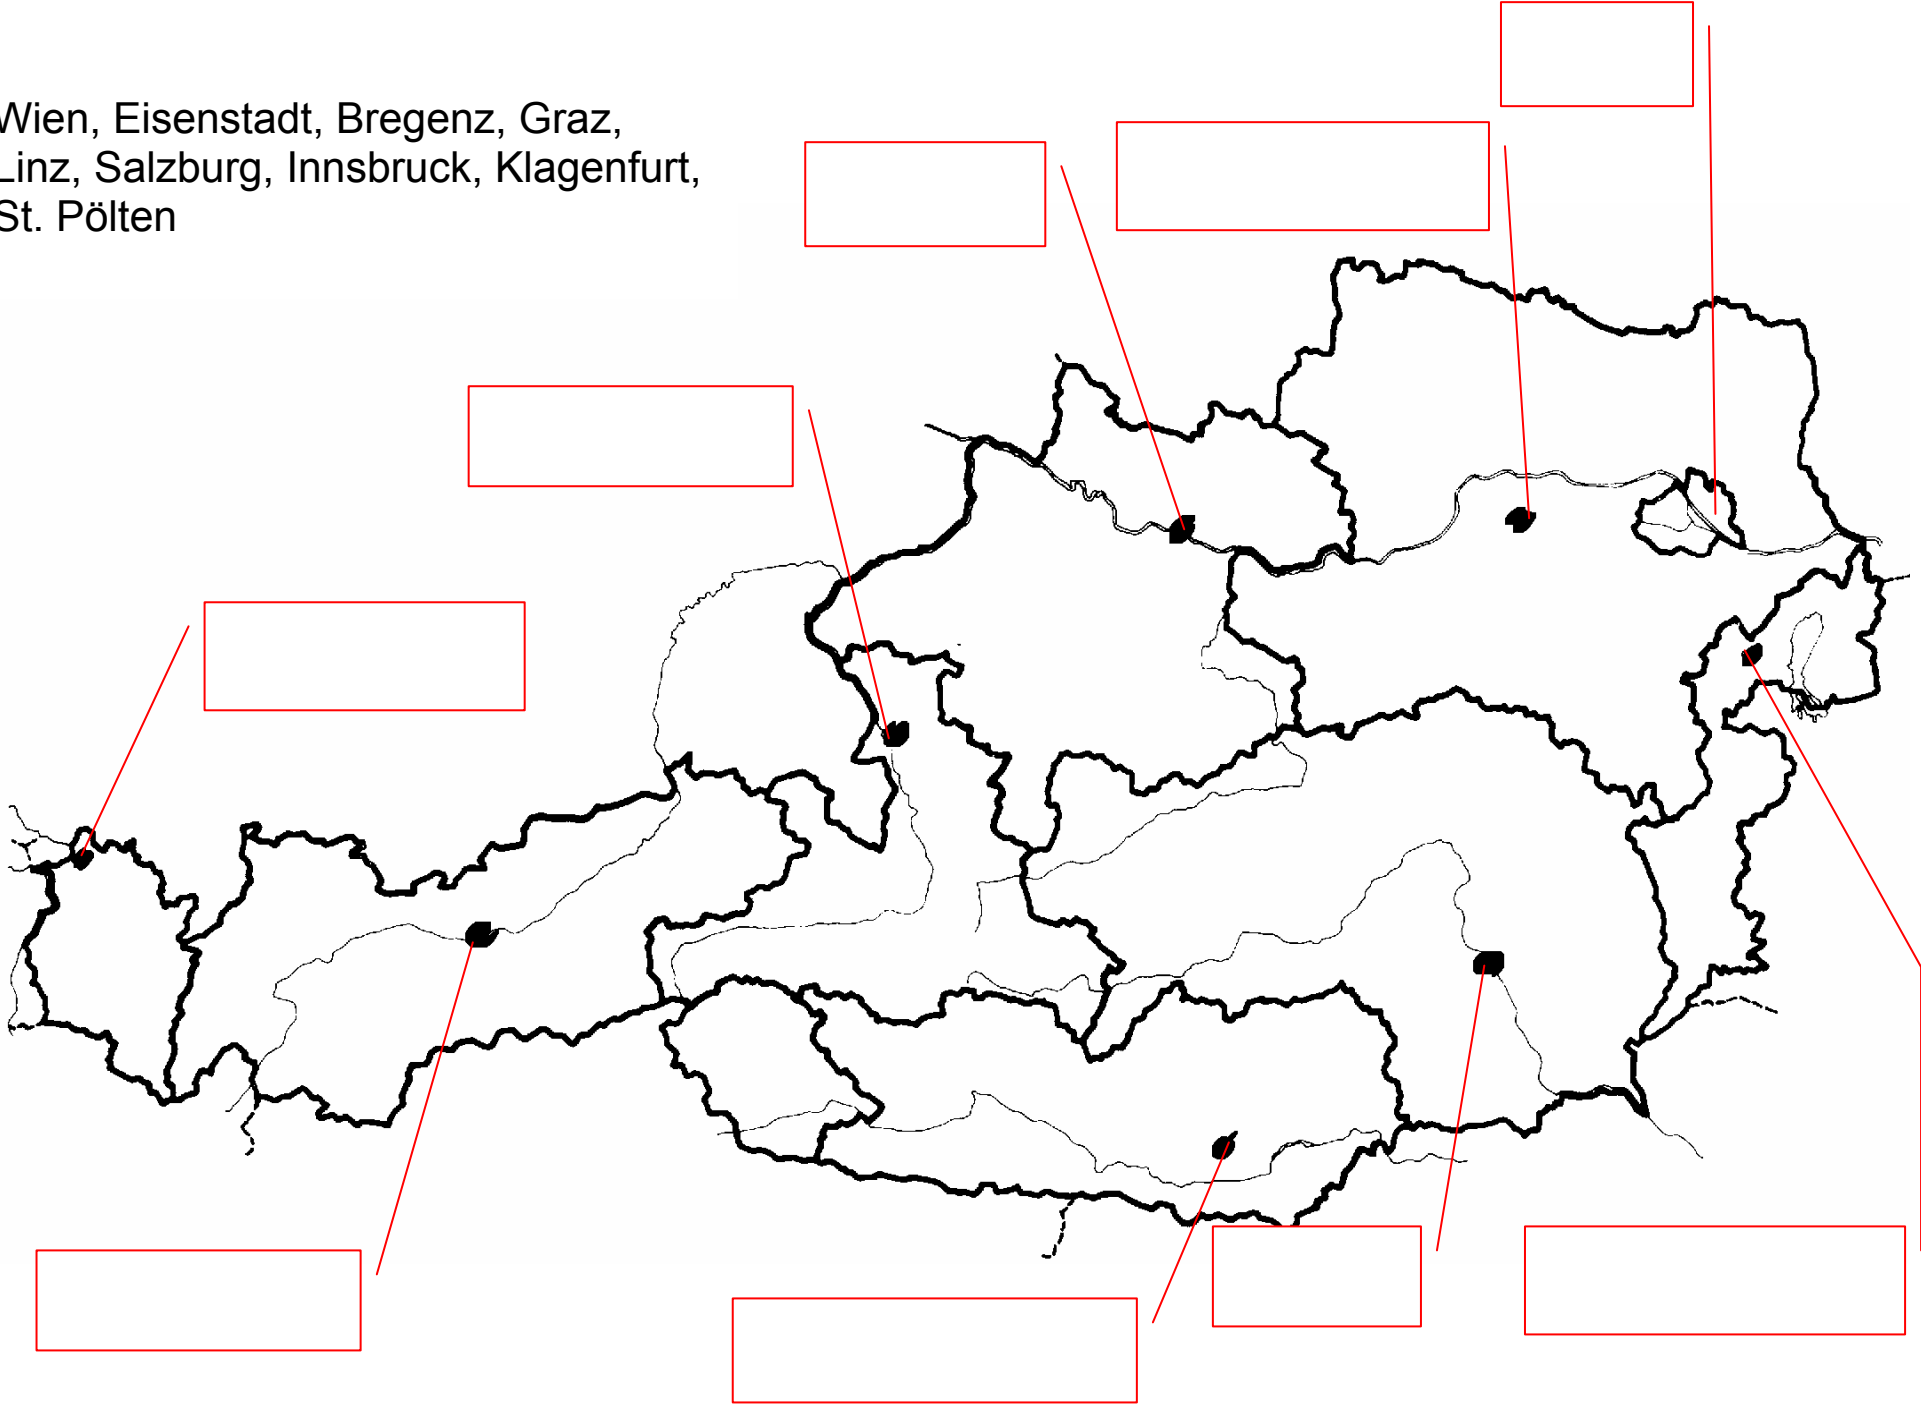 Wien, Eisenstadt, Bregenz, Graz,
Linz, Salzburg, Innsbruck, Klagenfurt,
St. Pölten